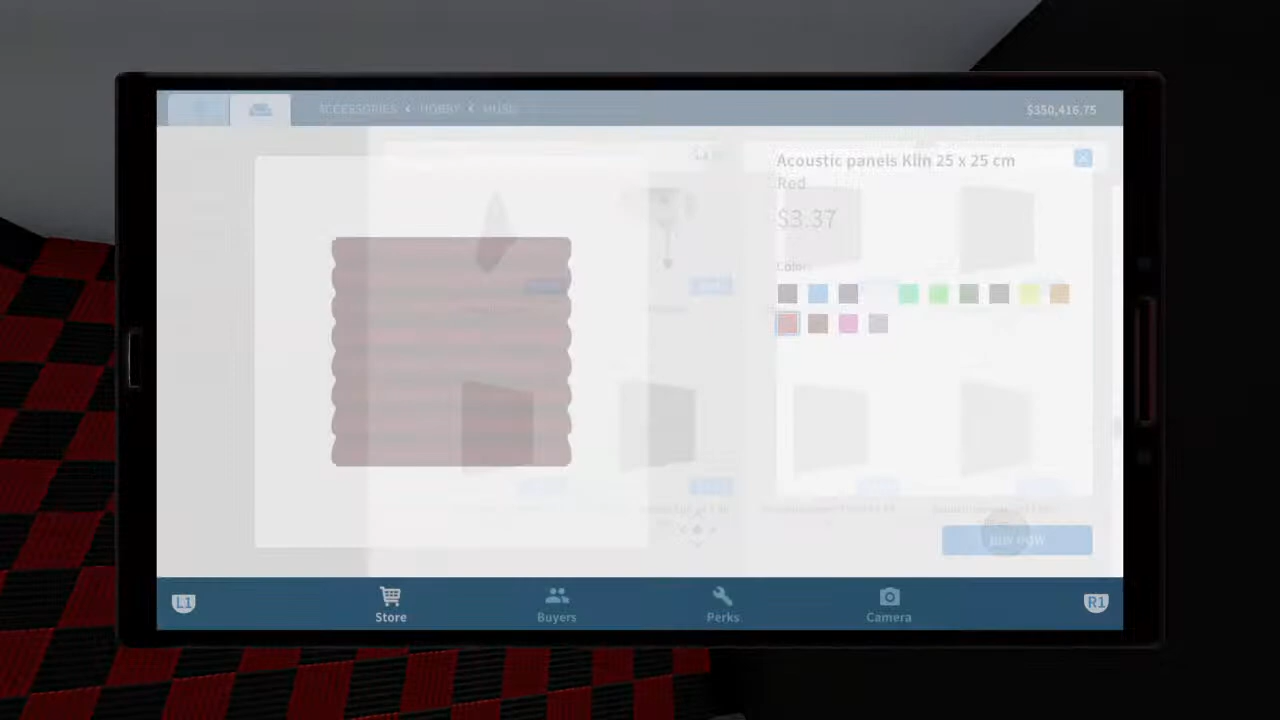 ACCESSORIES < HOBBY < MUSIC
$350,416.75
Acoustic panels Klin 25 x 25 cm
Red
$3.37
Color:
BUY NOW
L1
Store
Buyers
Perks
Camera
R1